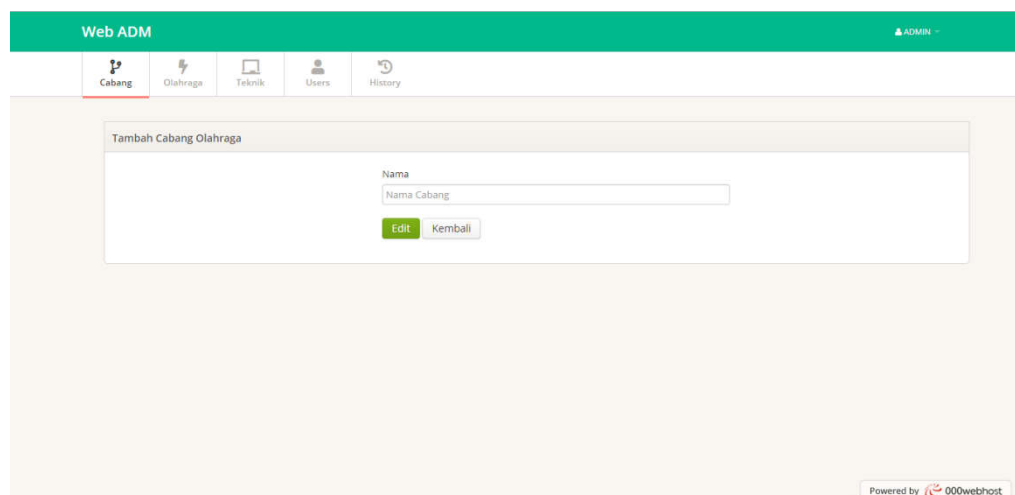 Web ADM
ADMIN
Cabang Olahraga Teknik Users History
Tambah Cabang Olahraga
Nama
Nama Cabang
Edit Kembali
Powered by 000webhost